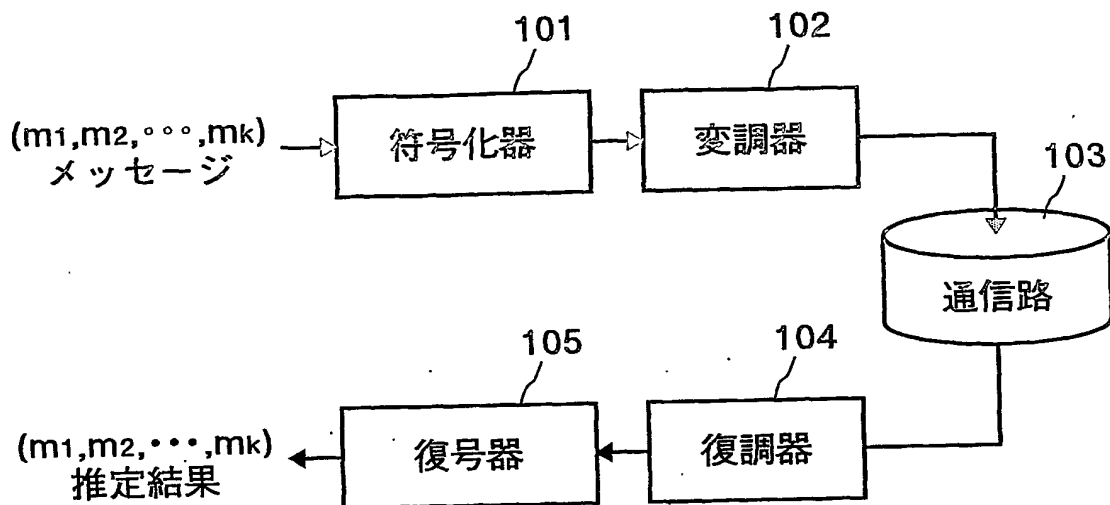 101
102
(m1,m2,∘∘∘,mk)
メッセージ
符号化器
変調器
103
通信路
105
104
(m1,m2,•••,mk)
推定結果
復号器
復調器